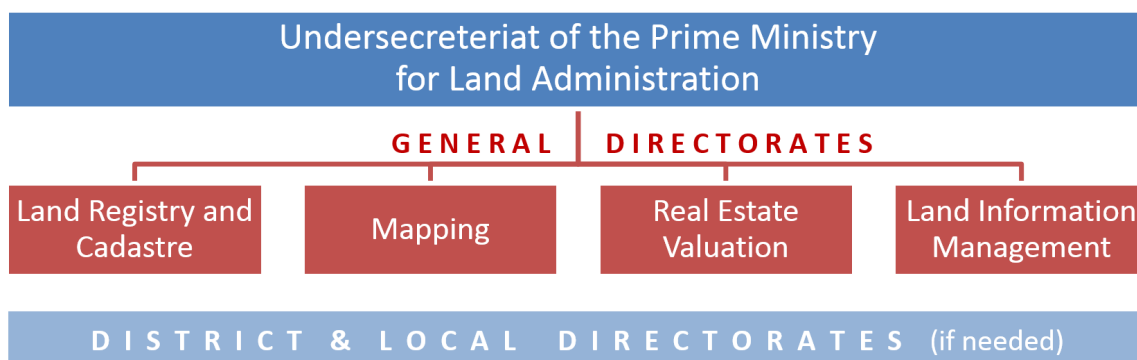 Undersecreteriat of the Prime Ministry
for Land Administration
GENERAL DIRECTORATES
Land Registry and
Cadastre
Mapping
Real Estate
Valuation
Land Information
Management
DISTRICT & LOCAL DIRECTORATES (if needed)